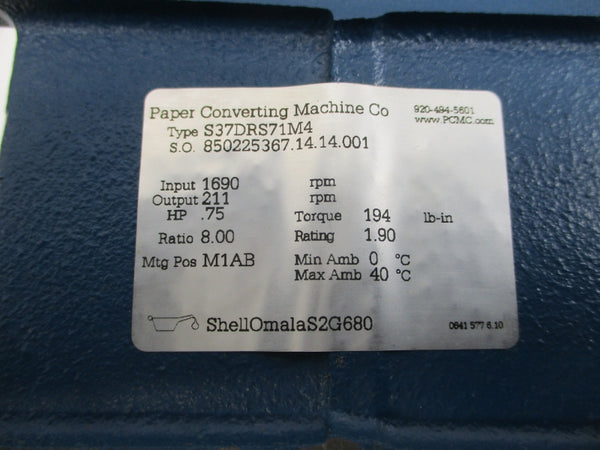 Paper Converting Machine Co 920-494-5601
Type S37DRS71M4 www.PCMC.com
S.O. 850225367.14.14.001
Input 1690 rpm
Output 211 rpm
HP .75 Torque 194 lb-in
Ratio 8.00 Rating 1.90
Mtg Pos M1AB Min Amb 0 °C
Max Amb 40 °C
ShellOmalaS2G680 0641 577 6.10